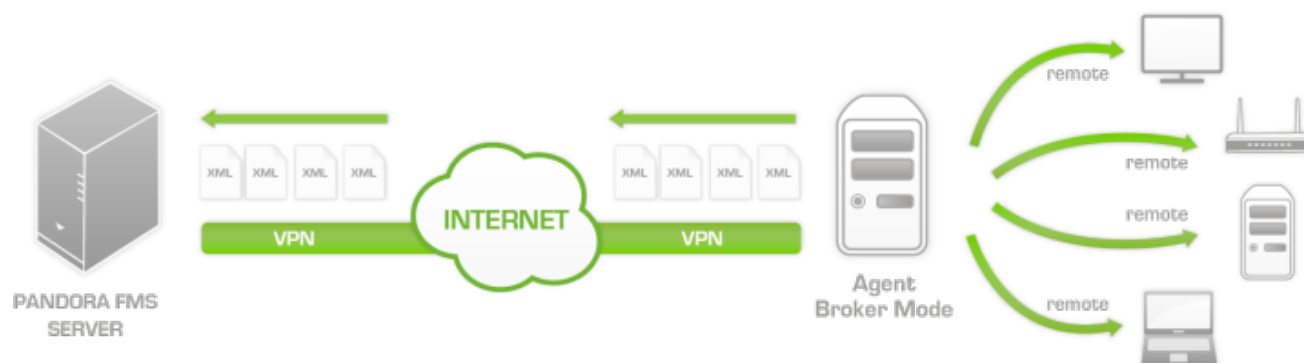 remote
remote
XML XML XML XML
XML XML XML XML
INTERNET
remote
VPN
VPN
Agent
Broker Mode
PANDORA FMS
SERVER
remote